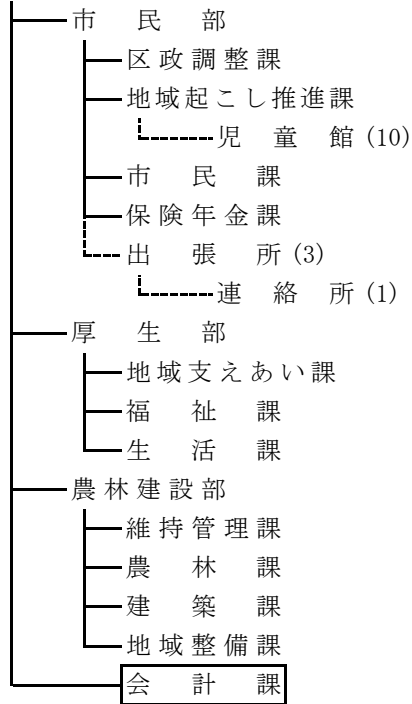 市民部
区政調整課
地域起こし推進課
児童館(10)
市民課
保険年金課
出張所(3)
連絡所(1)
厚生部
地域支えあい課
福祉課
生活課
農林建設部
維持管理課
農林課
建築課
地域整備課
会計課